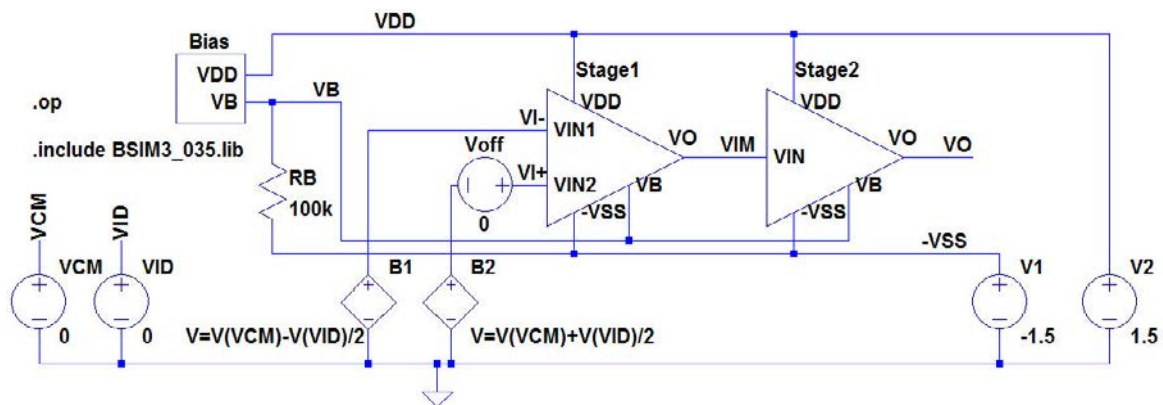 VDD
Bias
VDD
VB
VB
.op
.include BSIM3_035.lib
RB
100k
Stage1
VDD
VI-
VIN1
Voff
VI+
VIN2
0
VO
VB
-VSS
VIM
Stage2
VDD
VIN
VO
VO
VB
-VSS
-VSS
VCM
VID
VCM
0
VID
0
B1
V=V(VCM)-V(VID)/2
B2
V=V(VCM)+V(VID)/2
V1
-1.5
V2
1.5